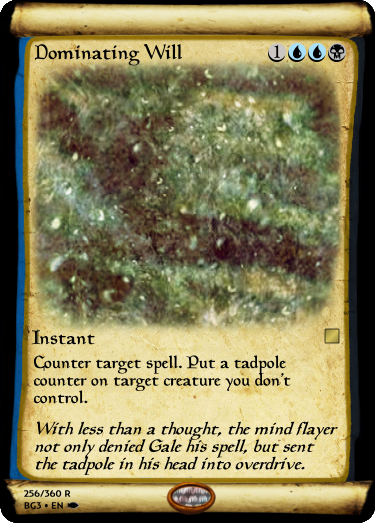 Dominating Will 1
Instant
Counter target spell. Put a tadpole
counter on target creature you don't
control.
With less than a thought, the mind flayer
not only denied Gale his spell, but sent
the tadpole in his head into overdrive.
256/360 R
BG3 • EN